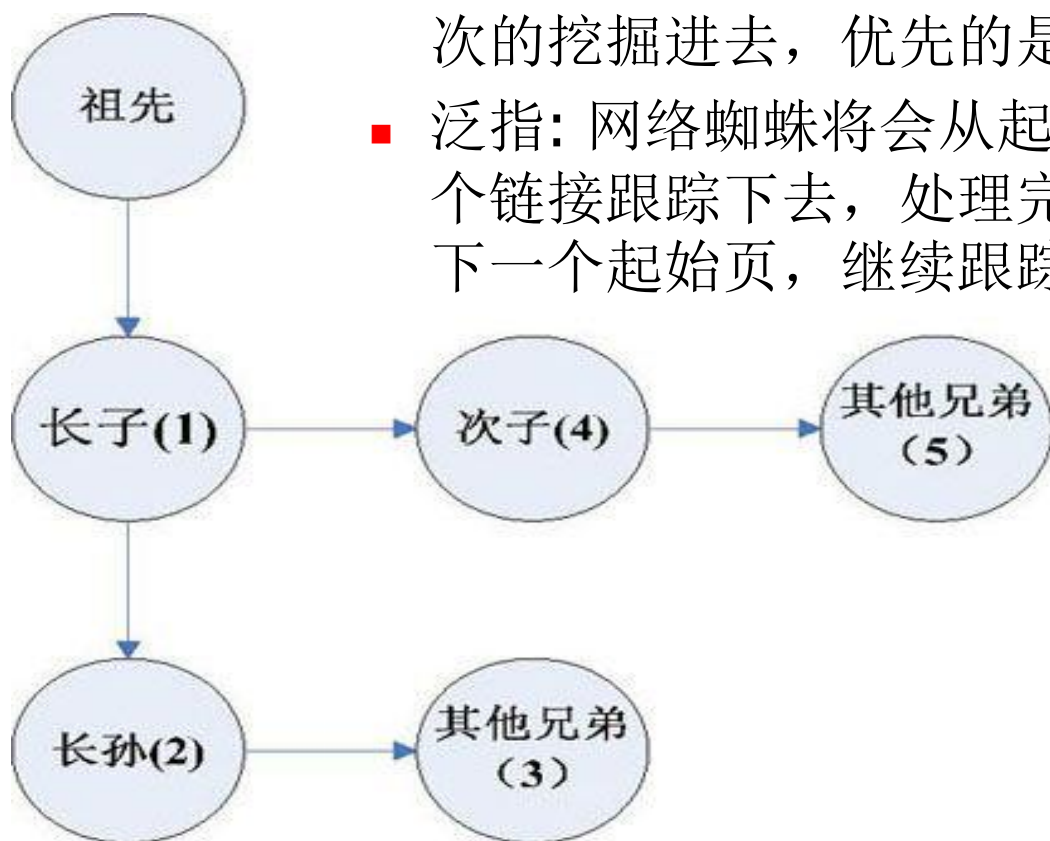 次的挖掘进去，优先的是
▪ 泛指: 网络蜘蛛将会从起
个链接跟踪下去，处理完
下一个起始页，继续跟踪
祖先
长子(1)
次子(4)
其他兄弟
（5）
长孙(2)
其他兄弟
（3）